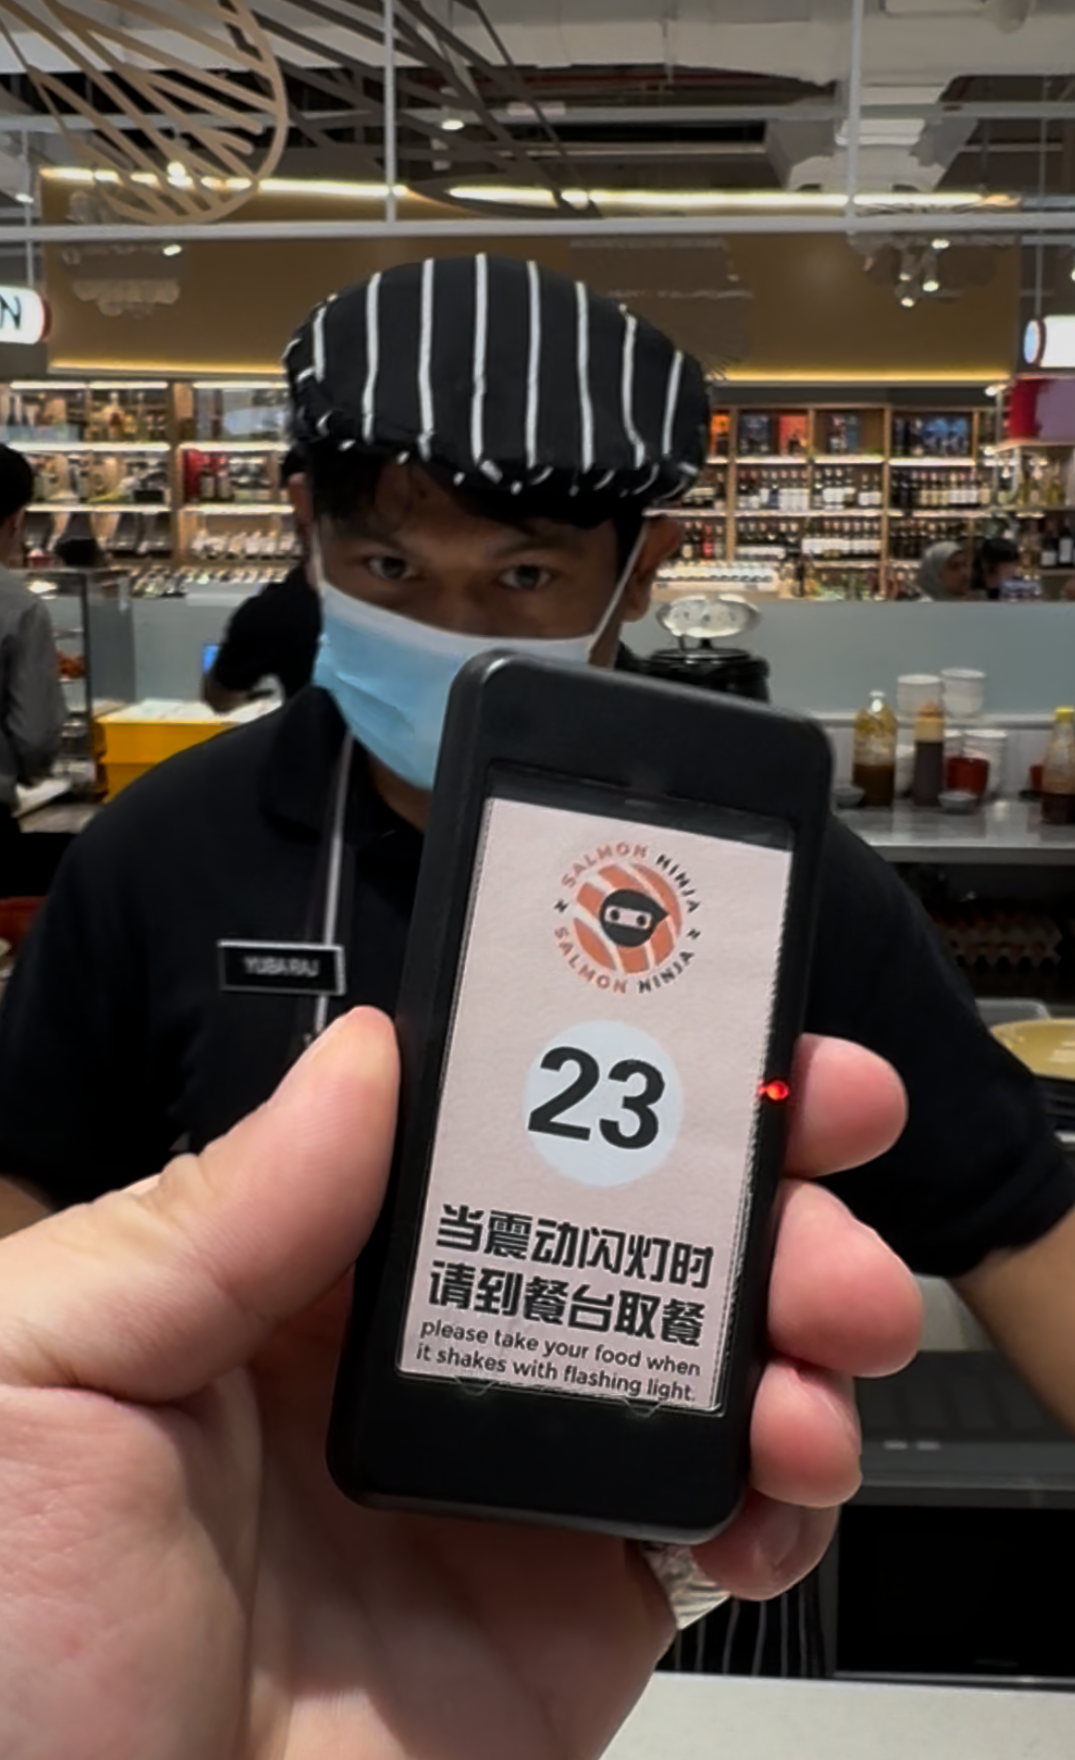 N
SALMON NINJA
SALMON NINJA
YUBARAJ
23
当震动闪灯时
请到餐台取餐
please take your food when
it shakes with flashing light.